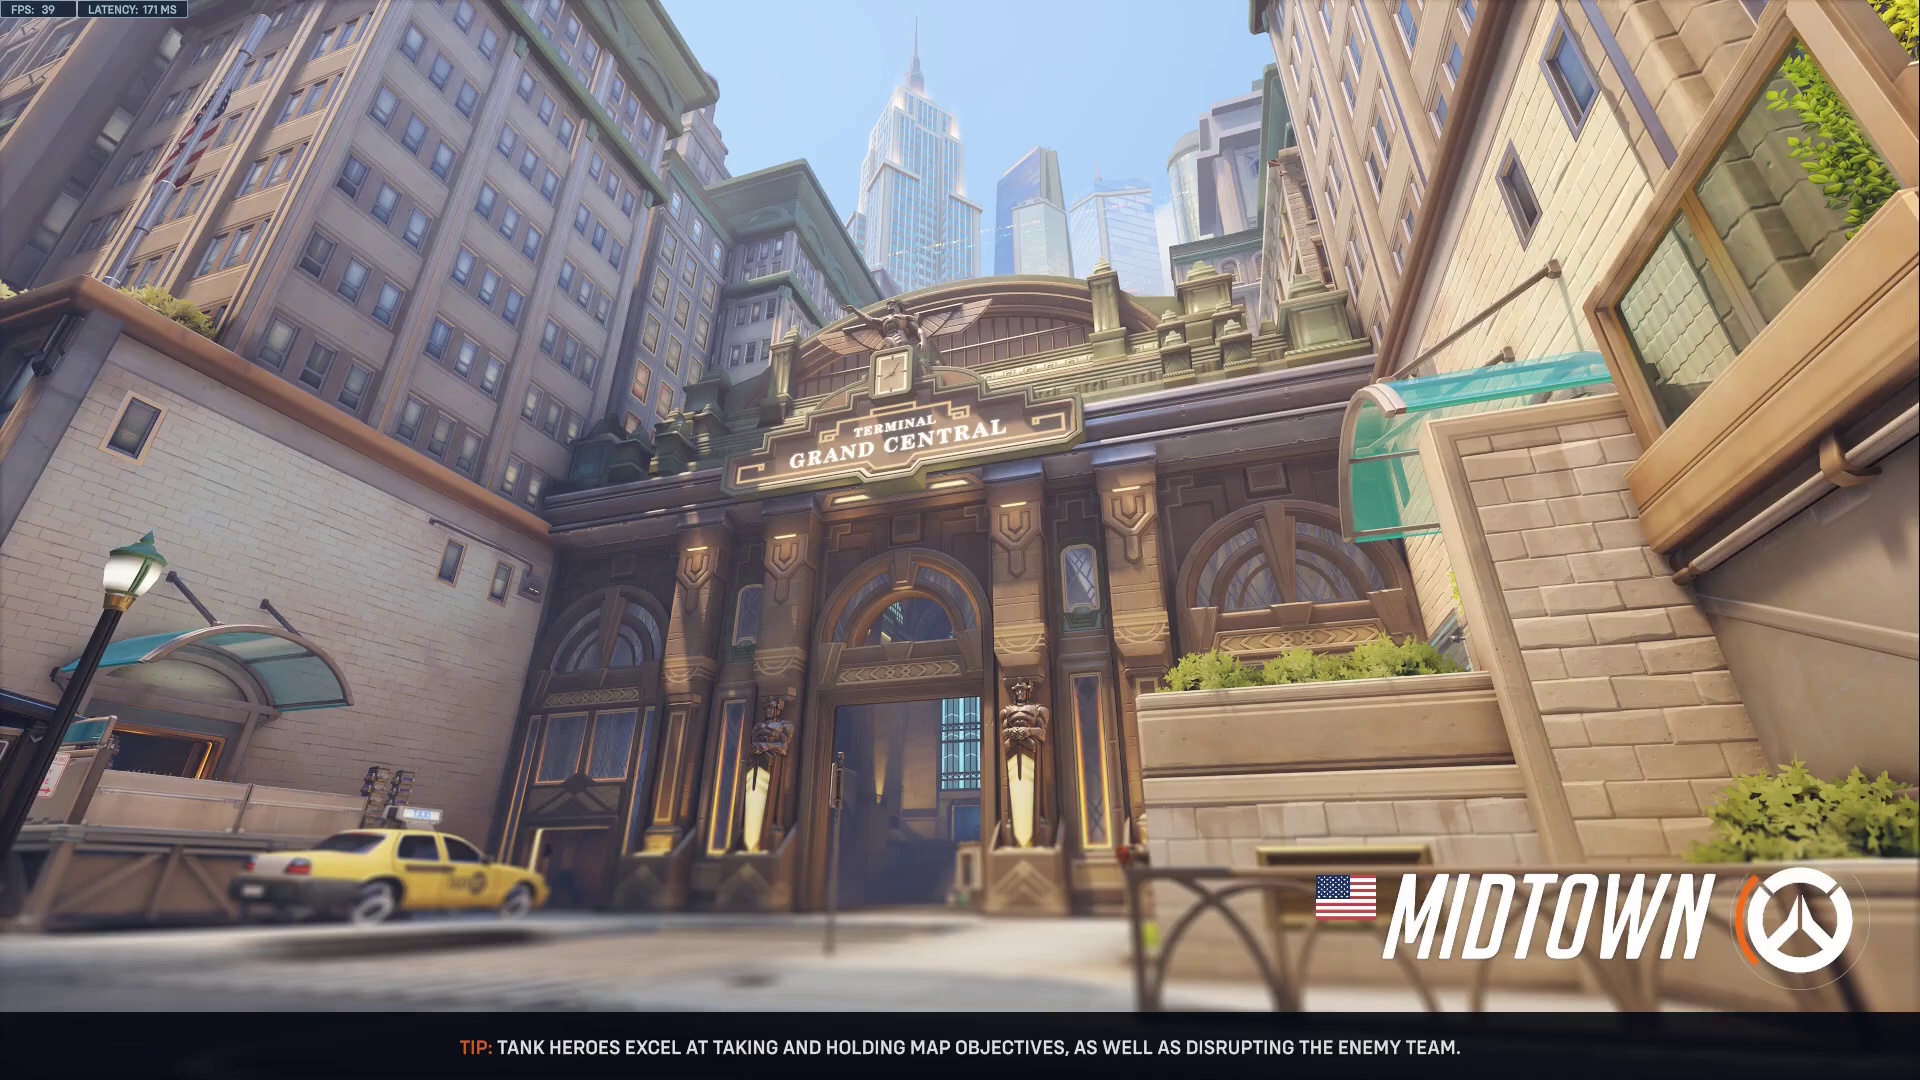 FPS: 39
LATENCY: 171 MS
TERMINAL
GRAND CENTRAL
TAXI
MIDTOWN
TIP: TANK HEROES EXCEL AT TAKING AND HOLDING MAP OBJECTIVES, AS WELL AS DISRUPTING THE ENEMY TEAM.